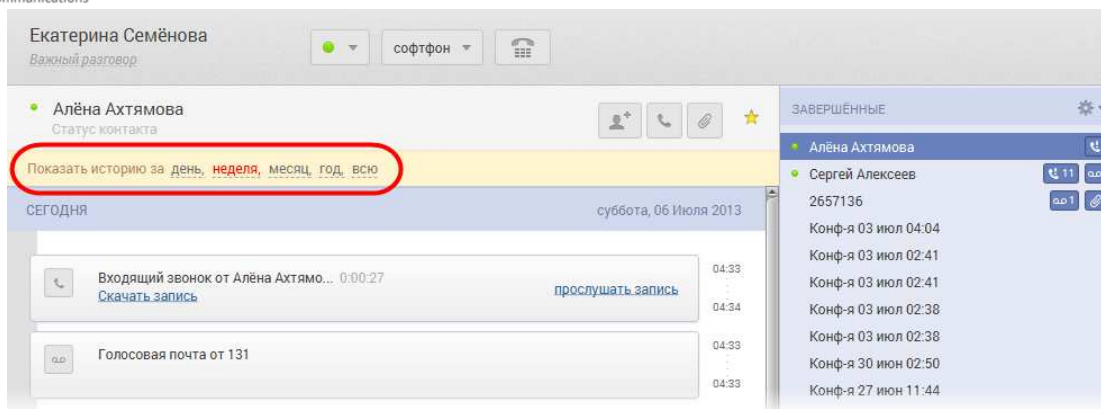 Екатерина Семёнова
Важный разговор
софтфон
Алёна Ахтямова
Статус контакта
Показать историю за день, неделя, месяц, год, всю
СЕГОДНЯ
суббота, 06 Июля 2013
Входящий звонок от Алёна Ахтямо... 0:00:27
Скачать запись
прослушать запись
04:33
04:34
Голосовая почта от 131
04:33
04:33
ЗАВЕРШЁННЫЕ
Алёна Ахтямова
Сергей Алексеев
11
2657136
1
Конф-я 03 июл 04:04
Конф-я 03 июл 02:41
Конф-я 03 июл 02:41
Конф-я 03 июл 02:38
Конф-я 03 июл 02:38
Конф-я 30 июн 02:50
Конф-я 27 июн 11:44